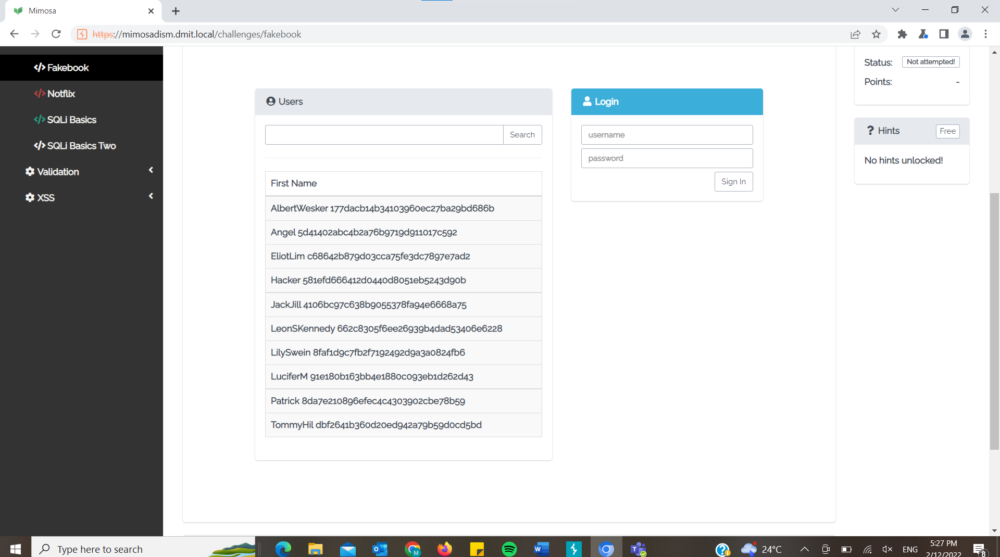 Mimosa
https://mimosadism.dmit.local/challenges/fakebook
</> Fakebook
</> Notflix
</> SQLi Basics
</> SQLi Basics Two
Validation
XSS
Users
Search
First Name
AlbertWesker 177dacb14b34103960ec27ba29bd686b
Angel 5d41402abc4b2a76b9719d911017c592
EliotLim c68642b879d03cca75fe3dc7897e7ad2
Hacker 581efd666412d0440d8051eb5243d90b
JackJill 4106bc97c638b9055378fa94e6668a75
LeonSKennedy 662c8305f6ee26939b4dad53406e6228
LilySwein 8faf1d9c7fb2f7192492d9a3a0824fb6
LuciferM 91e180b163bb4e1880c093eb1d262d43
Patrick 8da7e210896efec4c4303902cbe78b59
TommyHil dbf2641b360d20ed942a79b59d0cd5bd
Login
username
password
Sign In
Status: Not attempted!
Points: -
? Hints Free
No hints unlocked!
Type here to search
24°C
ENG
5:27 PM
2/12/2022
8